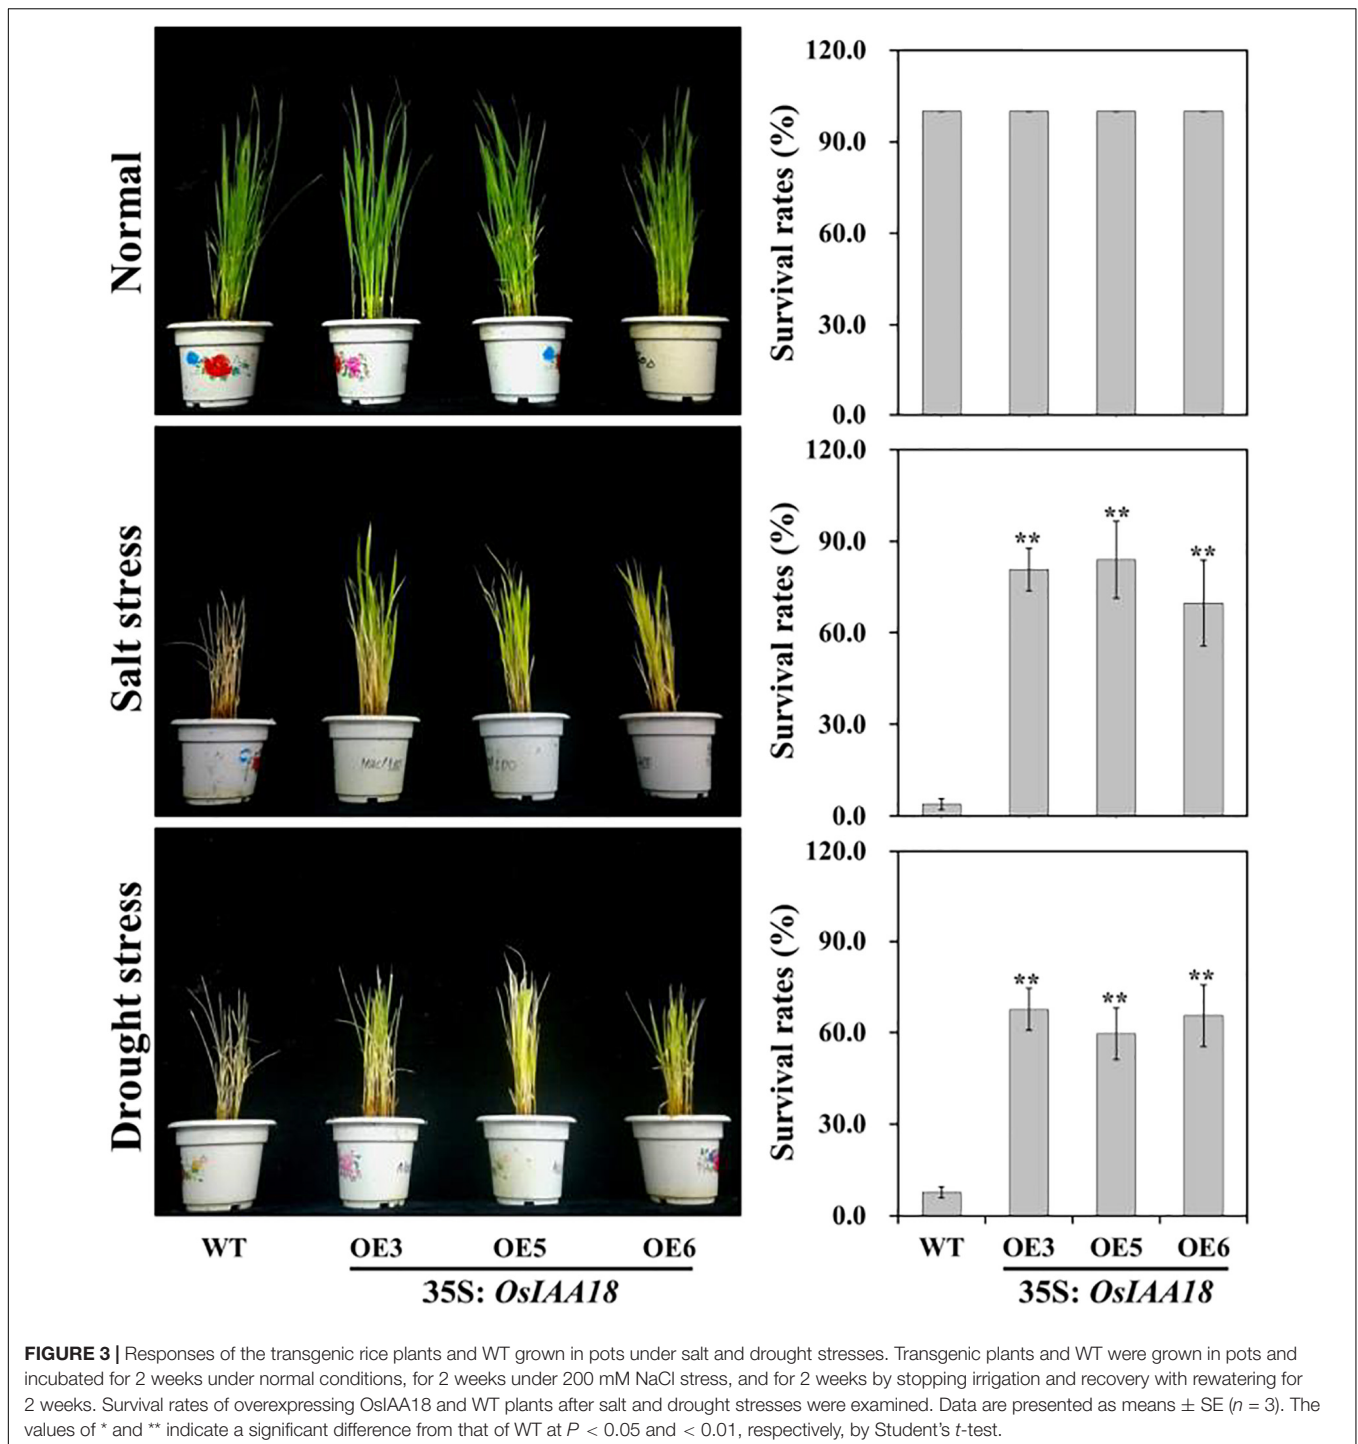 Normal
120.0
90.0
60.0
30.0
0.0
Survival rates (%)
Salt stress
120.0
90.0
60.0
30.0
0.0
Survival rates (%)
**
**
**
Drought stress
120.0
90.0
60.0
30.0
0.0
Survival rates (%)
**
**
**
WT OE3 OE5 OE6
35S: OsIAA18
WT OE3 OE5 OE6
35S: OsIAA18
FIGURE 3 | Responses of the transgenic rice plants and WT grown in pots under salt and drought stresses. Transgenic plants and WT were grown in pots and
incubated for 2 weeks under normal conditions, for 2 weeks under 200 mM NaCl stress, and for 2 weeks by stopping irrigation and recovery with rewatering for
2 weeks. Survival rates of overexpressing OsIAA18 and WT plants after salt and drought stresses were examined. Data are presented as means ± SE (n = 3). The
values of * and ** indicate a significant difference from that of WT at P < 0.05 and < 0.01, respectively, by Student's t-test.